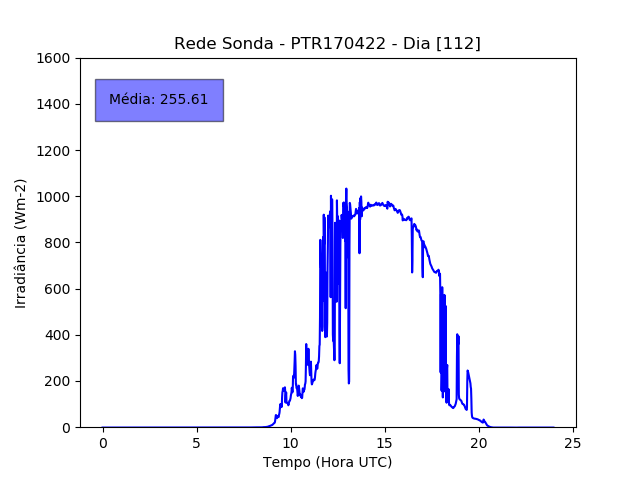 Rede Sonda - PTR170422 - Dia [112]
1600
1400
1200
1000
800
600
400
200
0
Média: 255.61
Irradiância (Wm-2)
0 5 10 15 20 25
Tempo (Hora UTC)